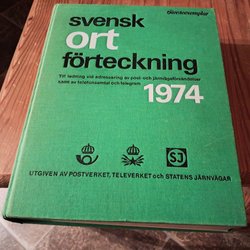 tjänsteexemplar
svensk
ort
förteckning
Till ledning vid adressering av post- och järnvägsförsändelser
samt av telefonsamtal och telegram
1974
SJ
UTGIVEN AV POSTVERKET, TELEVERKET och STATENS JÄRNVÄGAR